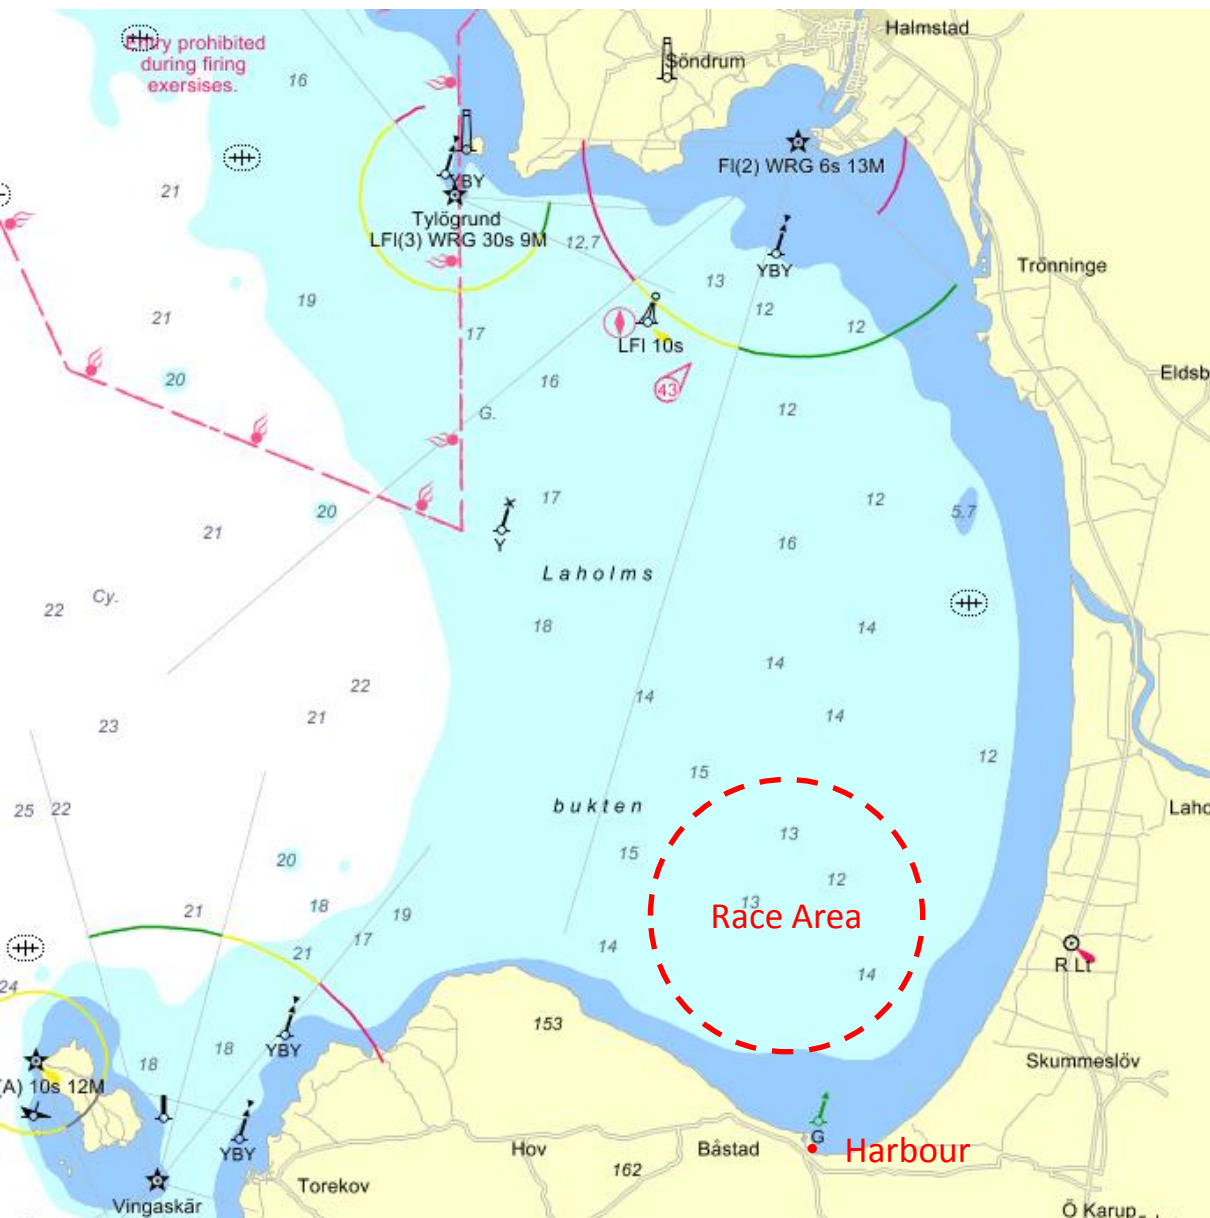 Halmstad
Entry prohibited
during firing
exersises.
16
Söndrum
Fl(2) WRG 6s 13M
YBY
21
Tylögrund
LFl(3) WRG 30s 9M
12,7
YBY
Trönninge
13
19
12
21
12
17
LFl 10s
Eldsb
20
16
43
G.
12
17
12
20
5,7
21
16
Laholms
Cy.
22
18
14
14
22
14
21
14
23
12
15
bukten
25
22
Laho
13
15
20
12
13
18
21
19
Race Area
17
14
21
R Lt
14
24
153
YBY
18
18
Skummeslöv
(A) 10s 12M
G
YBY
Hov
Båstad
Harbour
162
Torekov
Vingaskär
Ö Karup